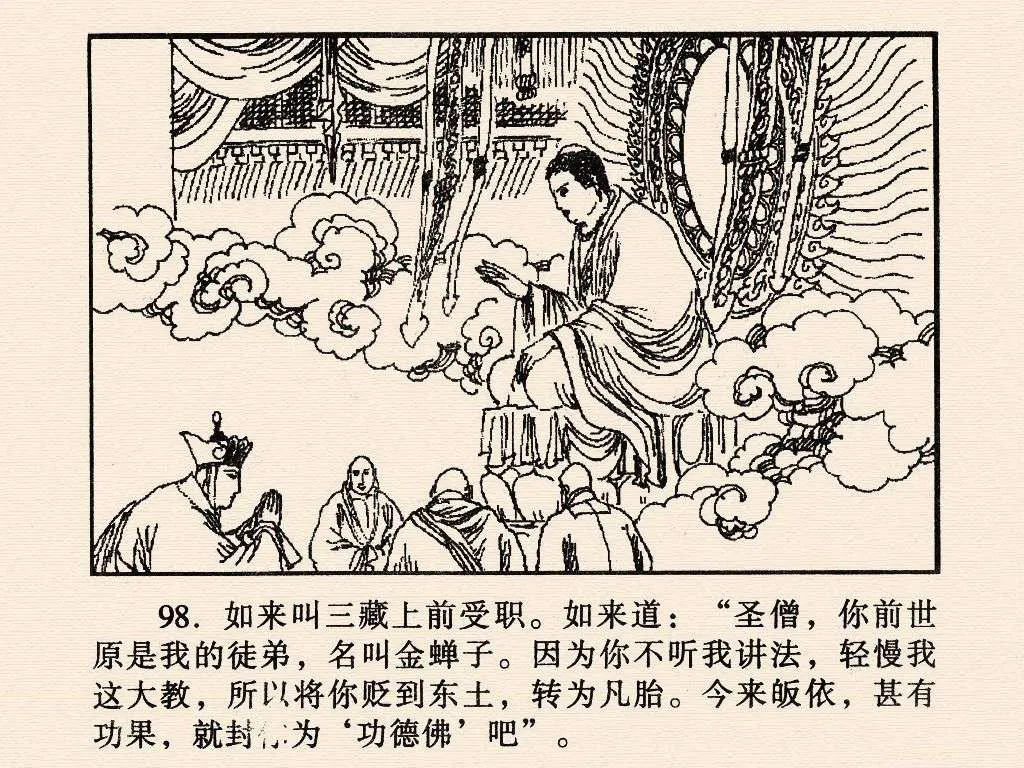 98. 如来叫三藏上前受职。如来道：“圣僧，你前世
原是我的徒弟，名叫金蝉子。因为你不听我讲法，轻慢我
这大教，所以将你贬到东土，转为凡胎。今来皈依，甚有
功果，就封你为‘功德佛’吧”。